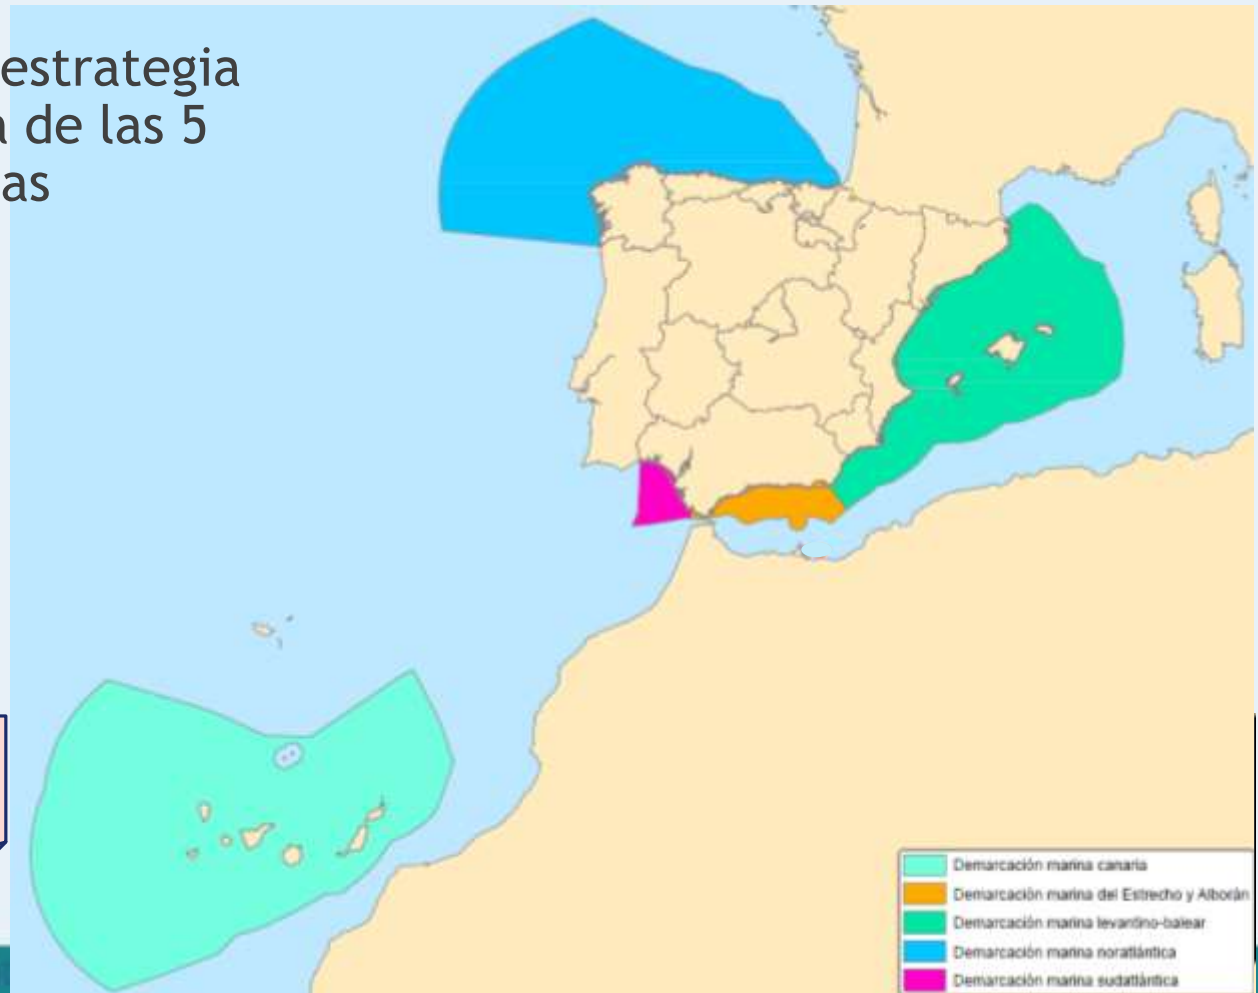 estrategia
a de las 5
as
Demarcación marina canaria
Demarcación marina del Estrecho y Alborán
Demarcación marina levantino-balear
Demarcación marina noratlántica
Demarcación marina sudatlántica